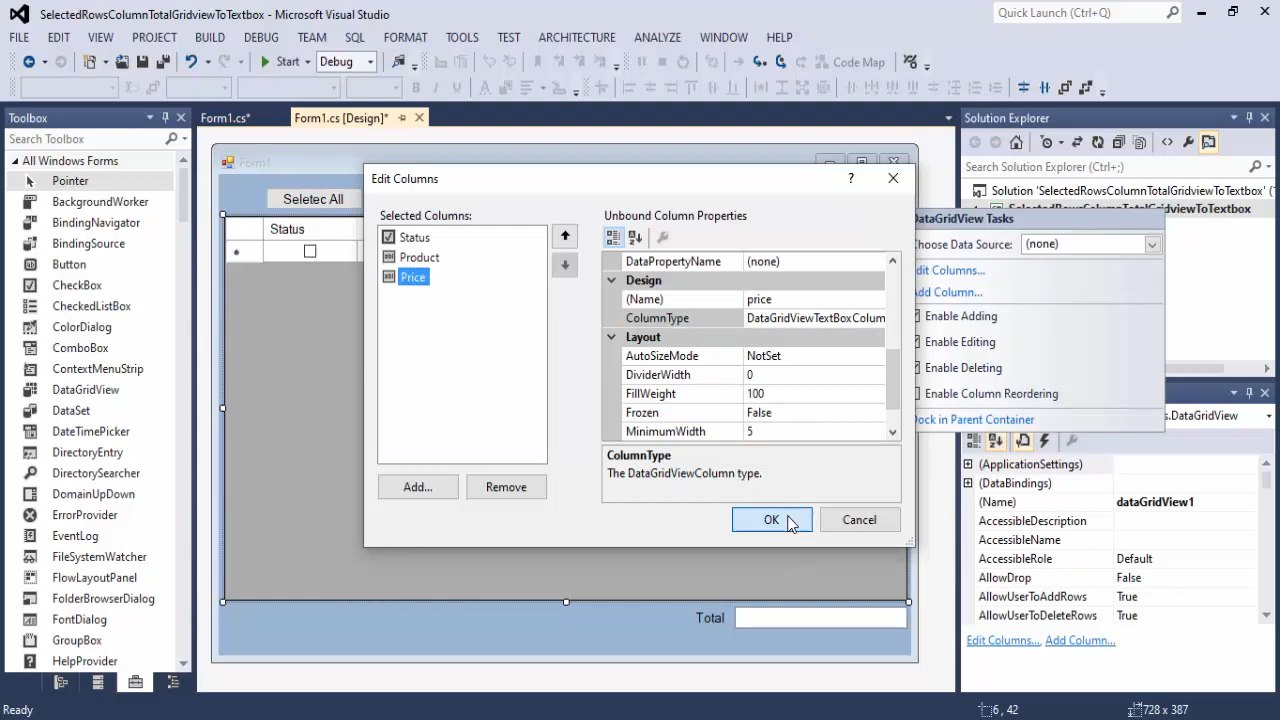 SelectedRowsColumnTotalGridviewToTextbox - Microsoft Visual Studio
Quick Launch (Ctrl+Q)
FILE EDIT VIEW PROJECT BUILD DEBUG TEAM SQL FORMAT TOOLS TEST ARCHITECTURE ANALYZE WINDOW HELP
Start Debug Code Map
Toolbox
Form1.cs* Form1.cs [Design]*
Solution Explorer
Search Toolbox
Search Solution Explorer (Ctrl+;)
All Windows Forms
Pointer
BackgroundWorker
BindingNavigator
BindingSource
Button
CheckBox
CheckedListBox
ColorDialog
ComboBox
ContextMenuStrip
DataGridView
DataSet
DateTimePicker
DirectoryEntry
DirectorySearcher
DomainUpDown
ErrorProvider
EventLog
FileSystemWatcher
FlowLayoutPanel
FolderBrowserDialog
FontDialog
GroupBox
HelpProvider
Form1
Seletec All
Status
Total
Edit Columns
?
Selected Columns:
Status
Product
Price
Add... Remove
Unbound Column Properties
DataPropertyName (none)
Design
(Name) price
ColumnType DataGridViewTextBoxColum
Layout
AutoSizeMode NotSet
DividerWidth 0
FillWeight 100
Frozen False
MinimumWidth 5
ColumnType
The DataGridViewColumn type.
OK Cancel
Solution 'SelectedRowsColumnTotalGridviewToTextbox' (
SelectedRowsColumnTotalGridviewToTextbox
DataGridView Tasks
Choose Data Source: (none)
Edit Columns...
Add Column...
Enable Adding
Enable Editing
Enable Deleting
Enable Column Reordering
Dock in Parent Container
s.DataGridView
(ApplicationSettings)
(DataBindings)
(Name) dataGridView1
AccessibleDescription
AccessibleName
AccessibleRole Default
AllowDrop False
AllowUserToAddRows True
AllowUserToDeleteRows True
Edit Columns..., Add Column...
Ready
6 , 42
728 x 387